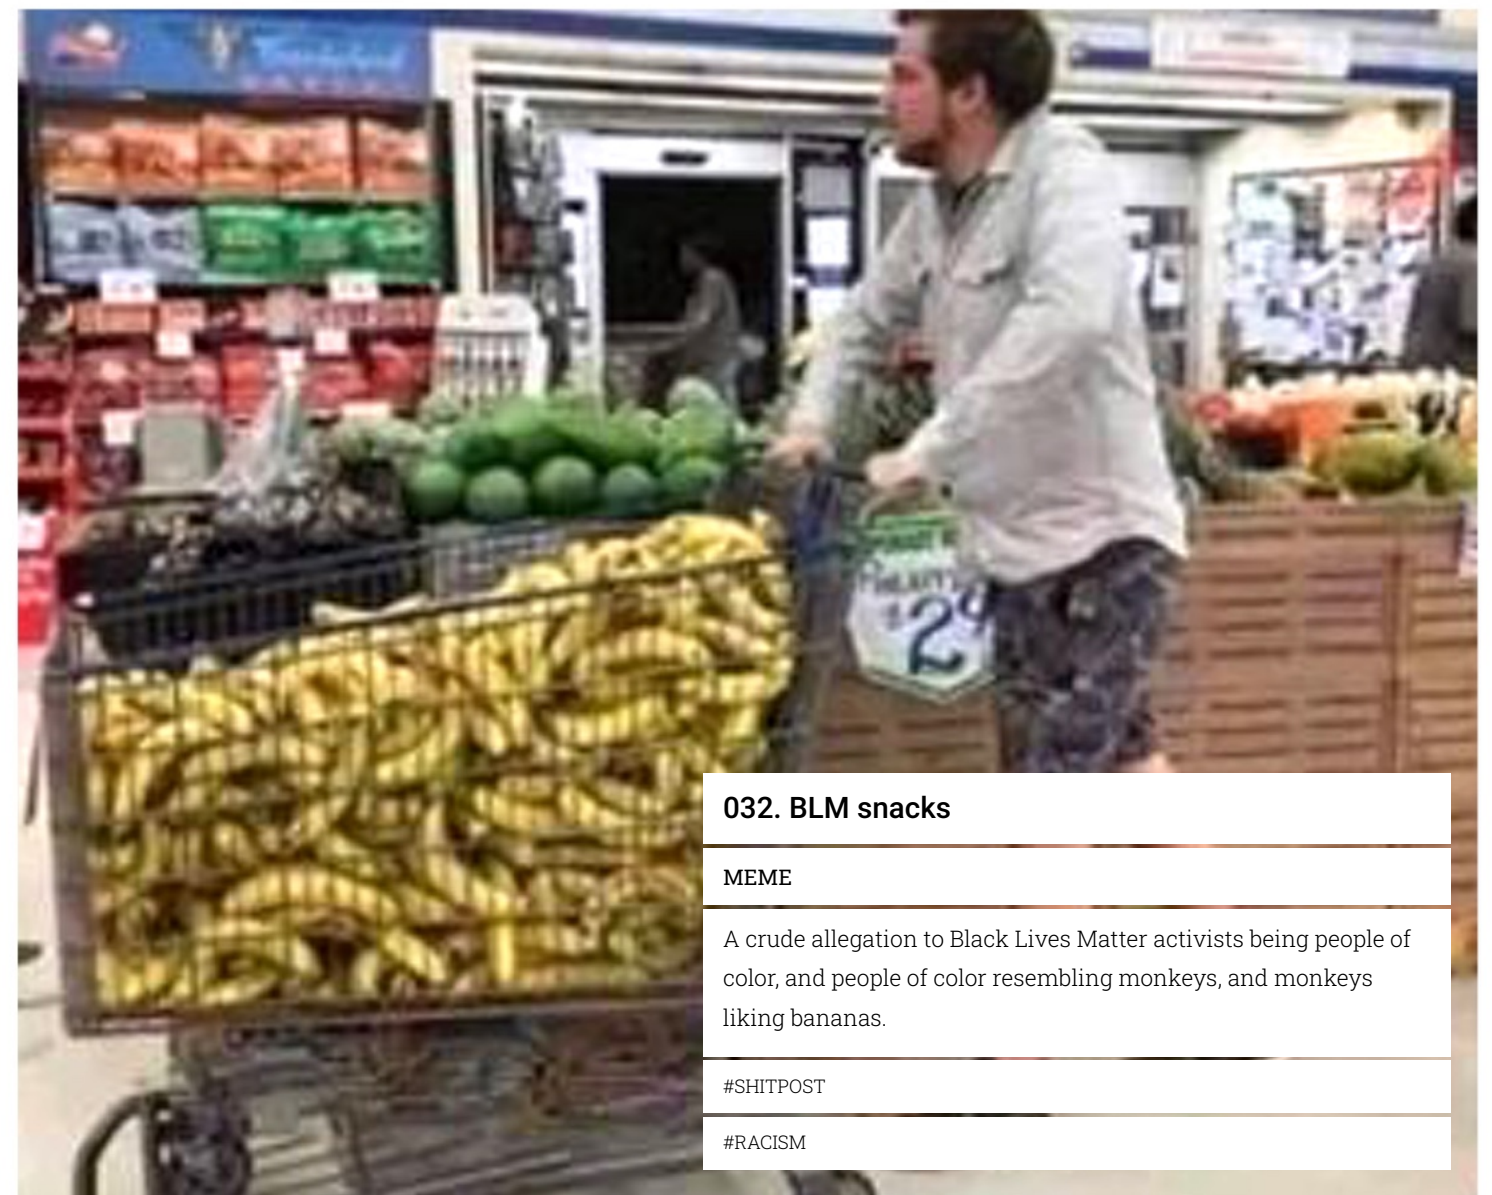 $2
032. BLM snacks
MEME
A crude allegation to Black Lives Matter activists being people of
color, and people of color resembling monkeys, and monkeys
liking bananas.
#SHITPOST
#RACISM